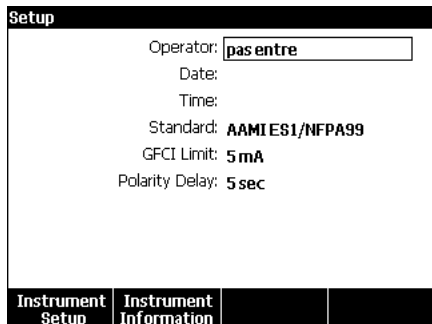 Setup
Operator: pas entre
Date:
Time:
Standard: AAMI ES1/NFPA99
GFCI Limit: 5 mA
Polarity Delay: 5 sec
Instrument Setup
Instrument Information